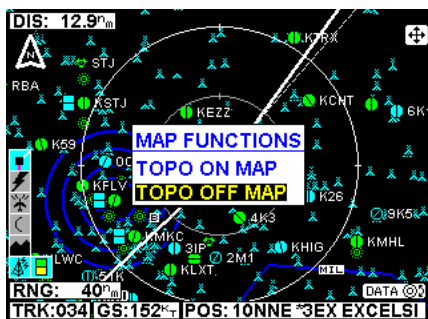 DIS: 12.9nm
KTRX
STJ
RBA
KSTJ
KEZZ
KCHT
6K
K59
MAP FUNCTIONS
TOPO ON MAP
TOPO OFF MAP
KFLV
K26
4K3
9K5
KMKC
3IP
KHIG
KMHL
LWC
2M1
KLXT
MIL
51K
RNG: 40nm
DATA
TRK:034 GS:152KT POS: 10NNE *3EX EXCELSI